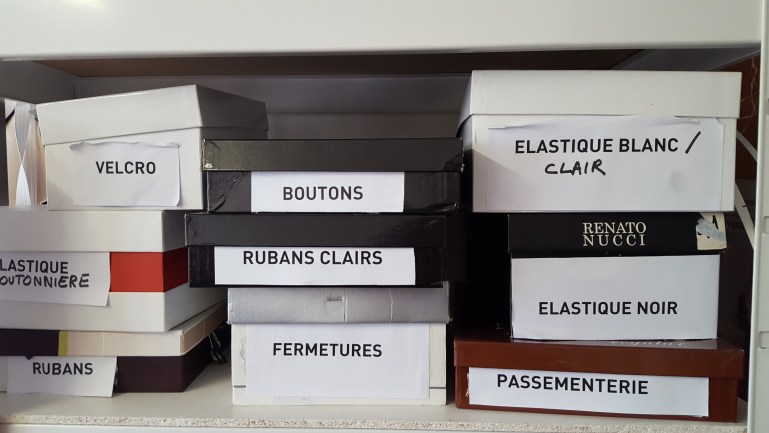 VELCRO
LASTIQUE
OUTONNIERE
RUBANS
BOUTONS
RUBANS CLAIRS
FERMETURES
ELASTIQUE BLANC /
CLAIR
RENATO
NUCCI
ELASTIQUE NOIR
PASSEMENTERIE